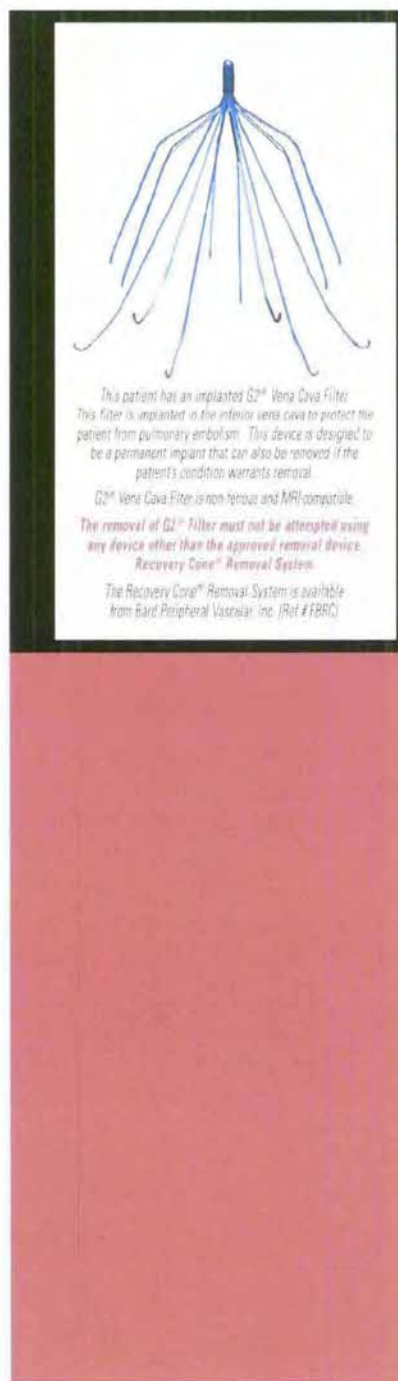 This patient has an implanted G2® Vena Cava Filter.
This filter is implanted in the inferior vena cava to protect the
patient from pulmonary embolism. This device is designed to
be a permanent implant that can also be removed if the
patient's condition warrants removal.
G2® Vena Cava Filter is non-ferrous and MRI-compatible.
The removal of G2® Filter must not be attempted using
any device other than the approved removal device.
Recovery Cone® Removal System.
The Recovery Cone® Removal System is available
from Bard Peripheral Vascular, Inc. (Ref # FBRC)